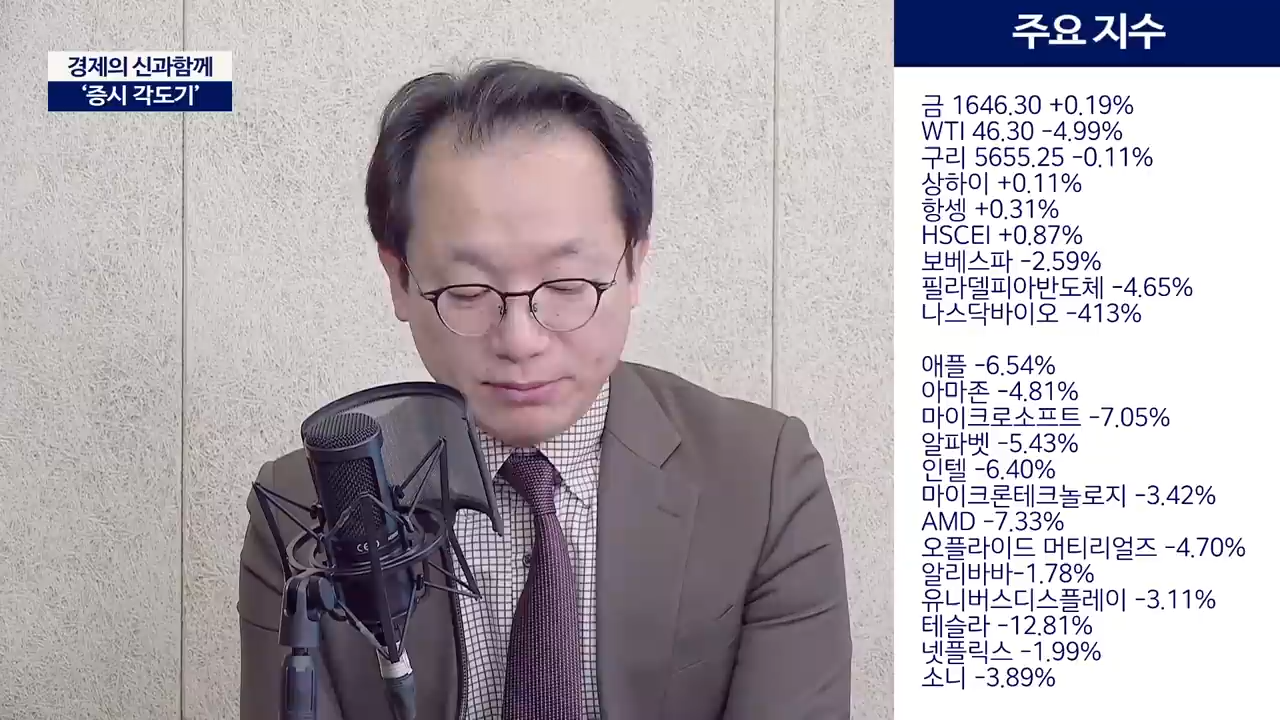 경제의 신과함께
‘증시 각도기’
주요 지수
금 1646.30 +0.19%
WTI 46.30 -4.99%
구리 5655.25 -0.11%
상하이 +0.11%
항셍 +0.31%
HSCEI +0.87%
보베스파 -2.59%
필라델피아반도체 -4.65%
나스닥바이오 -413%
애플 -6.54%
아마존 -4.81%
마이크로소프트 -7.05%
알파벳 -5.43%
인텔 -6.40%
마이크론테크놀로지 -3.42%
AMD -7.33%
오플라이드 머티리얼즈 -4.70%
알리바바-1.78%
유니버스디스플레이 -3.11%
테슬라 -12.81%
넷플릭스 -1.99%
소니 -3.89%